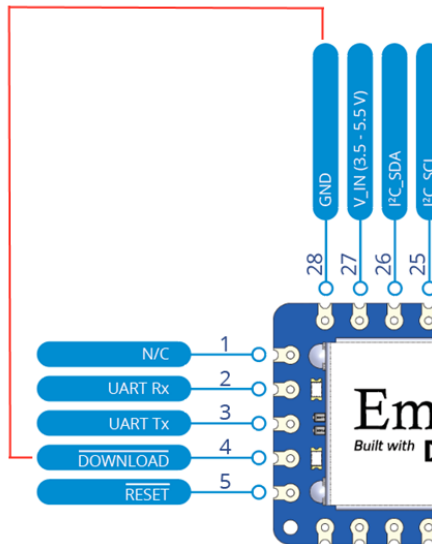 GND
V_IN (3.5 - 5.5 V)
I²C_SDA
I²C_SCL
28
27
26
25
N/C 1
UART Rx 2
UART Tx 3
DOWNLOAD 4
RESET 5
Em
Built with